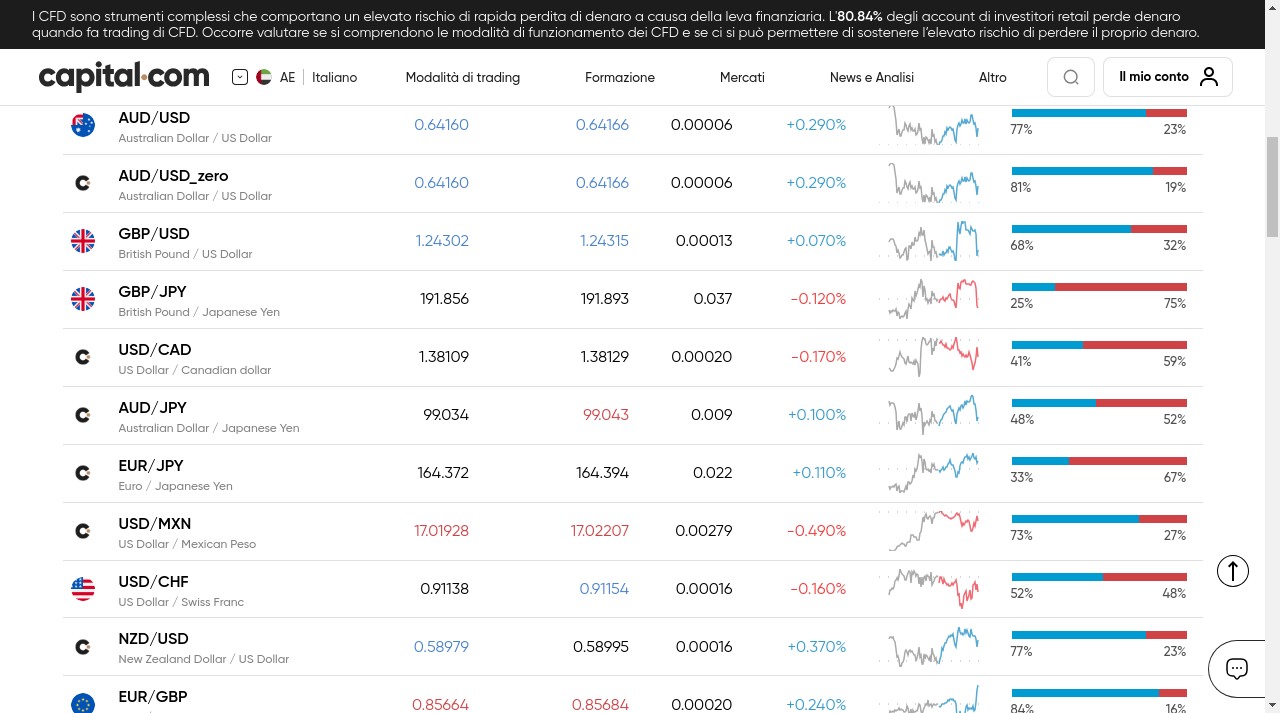 I CFD sono strumenti complessi che comportano un elevato rischio di rapida perdita di denaro a causa della leva finanziaria. L'80.84% degli account di investitori retail perde denaro
quando fa trading di CFD. Occorre valutare se si comprendono le modalità di funzionamento dei CFD e se ci si può permettere di sostenere l'elevato rischio di perdere il proprio denaro.
capital.com AE Italiano Modalità di trading Formazione Mercati News e Analisi Altro Il mio conto
AUD/USD 0.64160 0.64166 0.00006 +0.290%
Australian Dollar / US Dollar 77% 23%
AUD/USD_zero 0.64160 0.64166 0.00006 +0.290%
Australian Dollar / US Dollar 81% 19%
GBP/USD 1.24302 1.24315 0.00013 +0.070%
British Pound / US Dollar 68% 32%
GBP/JPY 191.856 191.893 0.037 -0.120%
British Pound / Japanese Yen 25% 75%
USD/CAD 1.38109 1.38129 0.00020 -0.170%
US Dollar / Canadian dollar 41% 59%
AUD/JPY 99.034 99.043 0.009 +0.100%
Australian Dollar / Japanese Yen 48% 52%
EUR/JPY 164.372 164.394 0.022 +0.110%
Euro / Japanese Yen 33% 67%
USD/MXN 17.01928 17.02207 0.00279 -0.490%
US Dollar / Mexican Peso 73% 27%
USD/CHF 0.91138 0.91154 0.00016 -0.160%
US Dollar / Swiss Franc 52% 48%
NZD/USD 0.58979 0.58995 0.00016 +0.370%
New Zealand Dollar / US Dollar 77% 23%
EUR/GBP 0.85664 0.85684 0.00020 +0.240%
84% 16%